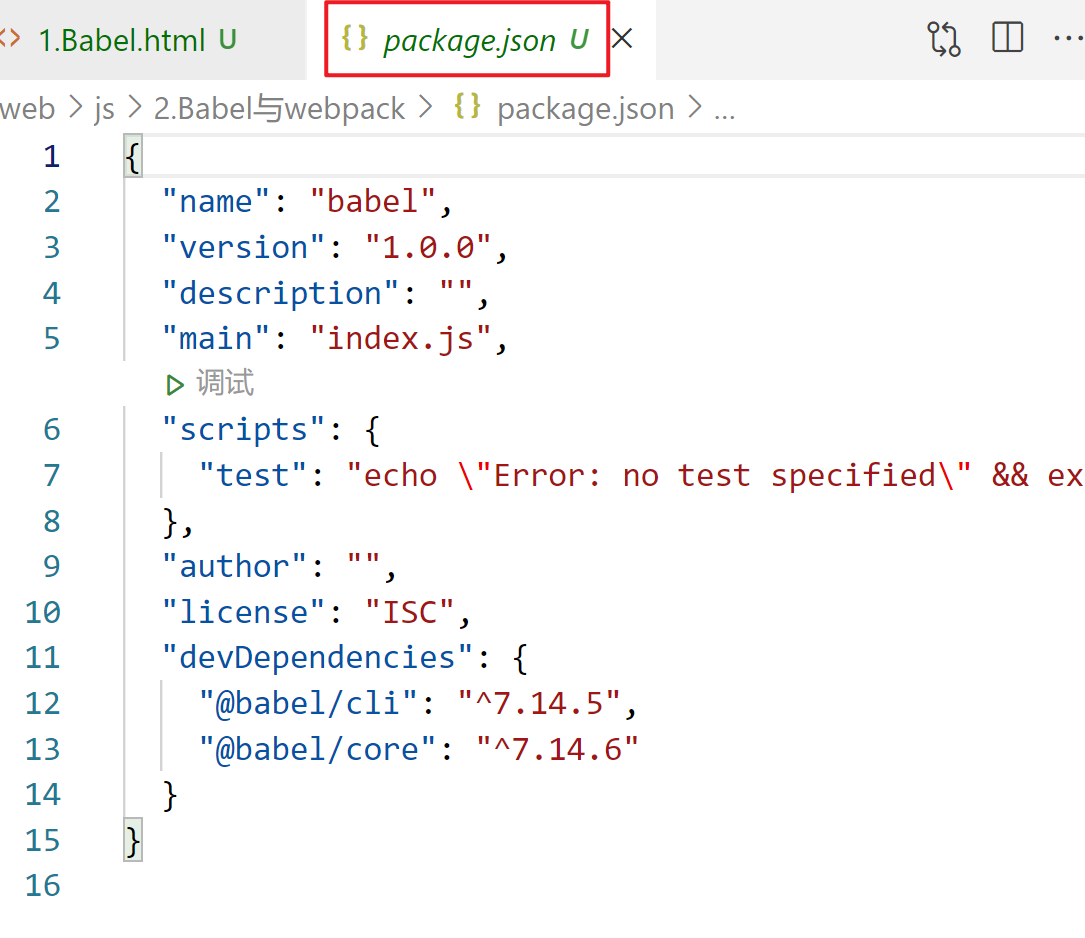 1.Babel.html U
package.json U
web > js > 2.Babel与webpack > {} package.json > ...
1 {
2 "name": "babel",
3 "version": "1.0.0",
4 "description": "",
5 "main": "index.js",
调试
6 "scripts": {
7 "test": "echo \"Error: no test specified\" && ex
8 },
9 "author": "",
10 "license": "ISC",
11 "devDependencies": {
12 "@babel/cli": "^7.14.5",
13 "@babel/core": "^7.14.6"
14 }
15 }
16